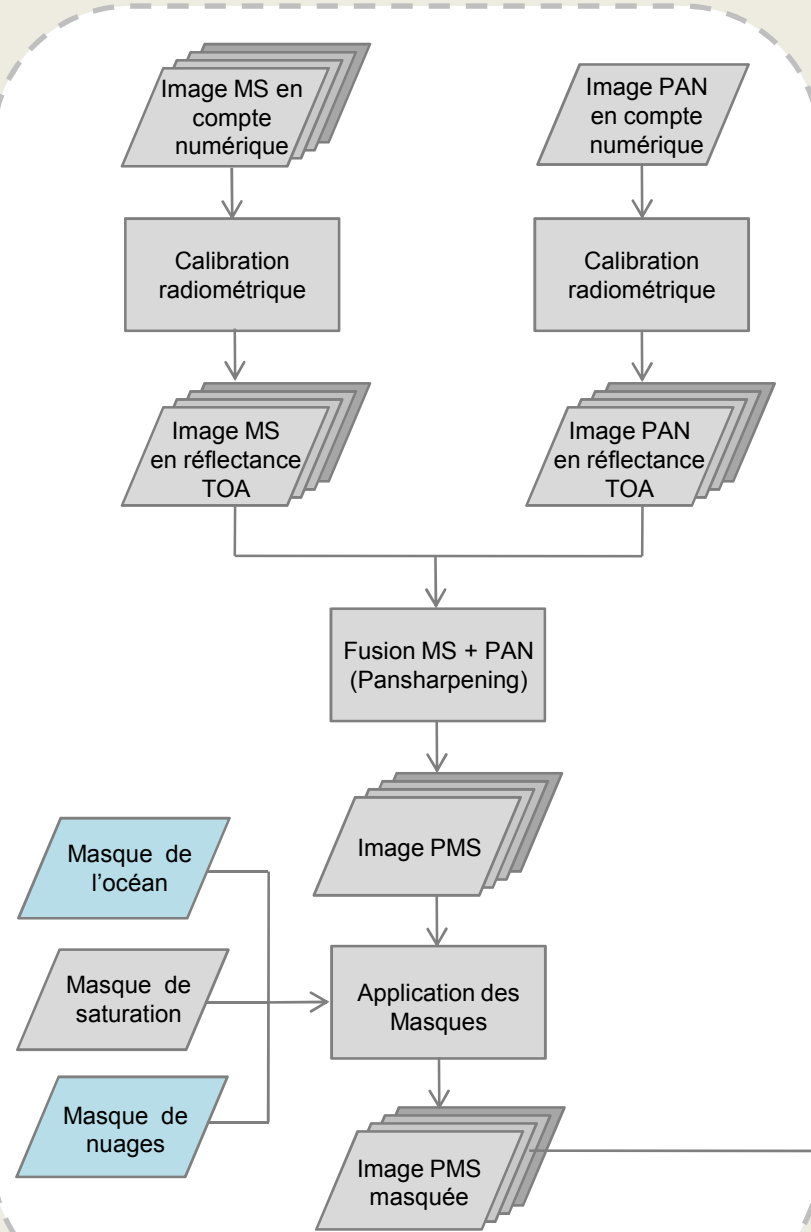 Image MS en
compte
numérique
Image PAN
en compte
numérique
Calibration
radiométrique
Calibration
radiométrique
Image MS
en réflectance
TOA
Image PAN
en réflectance
TOA
Fusion MS + PAN
(Pansharpening)
Image PMS
Masque de
l’océan
Masque de
saturation
Application des
Masques
Masque de
nuages
Image PMS
masquée